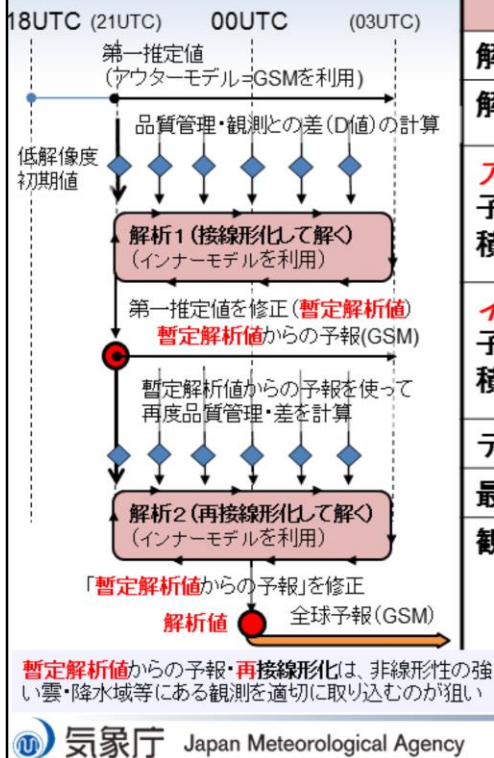 18UTC (21UTC) 00UTC (03UTC)
第一推定値
(アウターモデル=GSMを利用)
品質管理・観測との差(D値)の計算
低解像度
初期値
解析1(接線形化して解く)
(インナーモデルを利用)
第一推定値を修正(暫定解析値)
暫定解析値からの予報(GSM)
暫定解析値からの予報を使って
再度品質管理・差を計算
解析2(再接線形化して解く)
(インナーモデルを利用)
「暫定解析値からの予報」を修正
解析値
全球予報(GSM)
暫定解析値からの予報・再接線形化は、非線形性の強
い雲・降水域等にある観測を適切に取り込むのが狙い
気象庁 Japan Meteorological Agency
解
解
子
積
子
積
デ
最
観